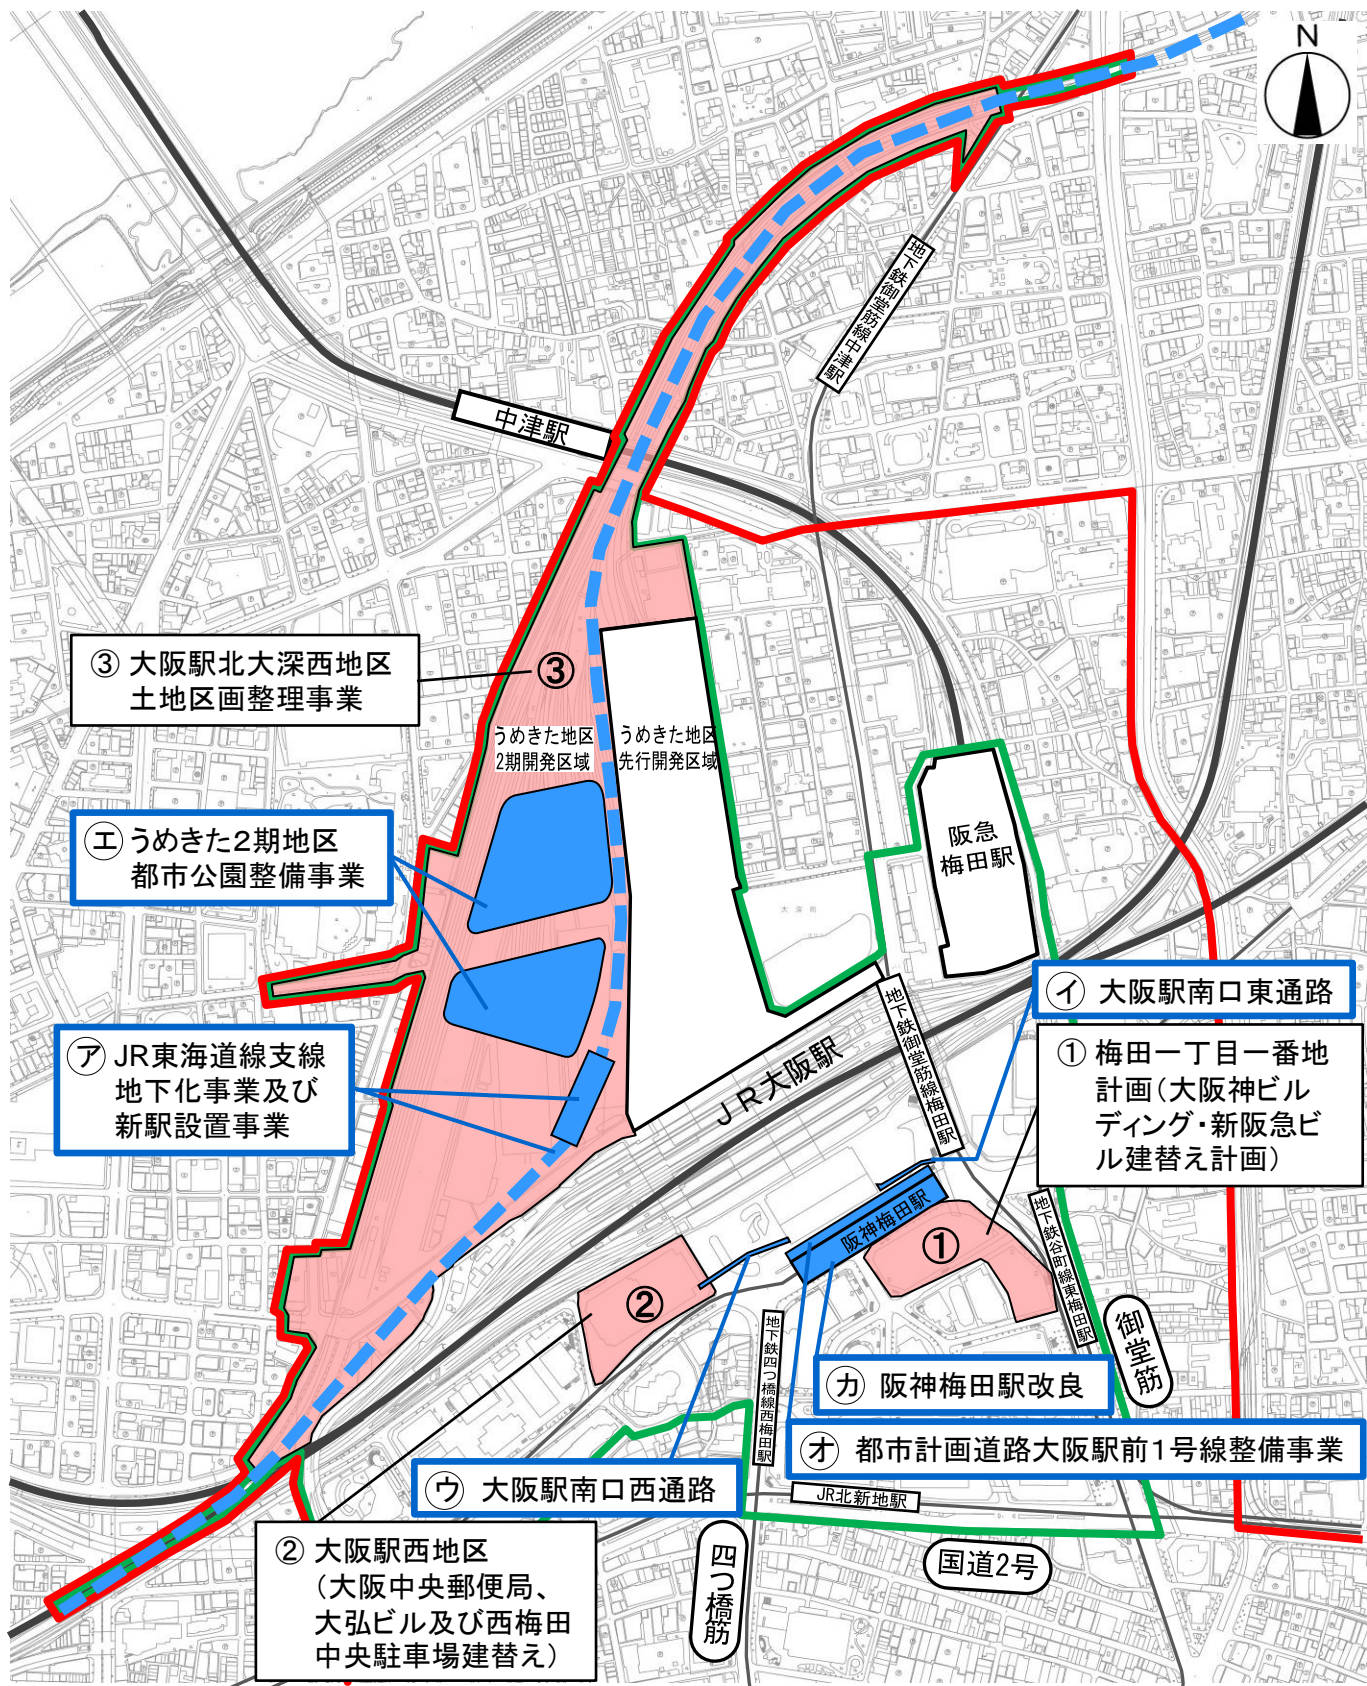 N
地下鉄御堂筋線中津駅
中津駅
③ 大阪駅北大深西地区
土地区画整理事業
③
うめきた地区
2期開発区域
うめきた地区
先行開発区域
阪急
梅田駅
㋓ うめきた2期地区
都市公園整備事業
大深町
㋑ 大阪駅南口東通路
地下鉄御堂筋線梅田駅
JR大阪駅
㋐ JR東海道線支線
地下化事業及び
新駅設置事業
① 梅田一丁目一番地
計画(大阪神ビル
ディング・新阪急ビ
ル建替え計画)
阪神梅田駅
①
地下鉄谷町線東梅田駅
②
地下鉄四つ橋線西梅田駅
御堂筋
㋕ 阪神梅田駅改良
㋔ 都市計画道路大阪駅前1号線整備事業
㋒ 大阪駅南口西通路
JR北新地駅
② 大阪駅西地区
(大阪中央郵便局、
大弘ビル及び西梅田
中央駐車場建替え)
四つ橋筋
国道2号